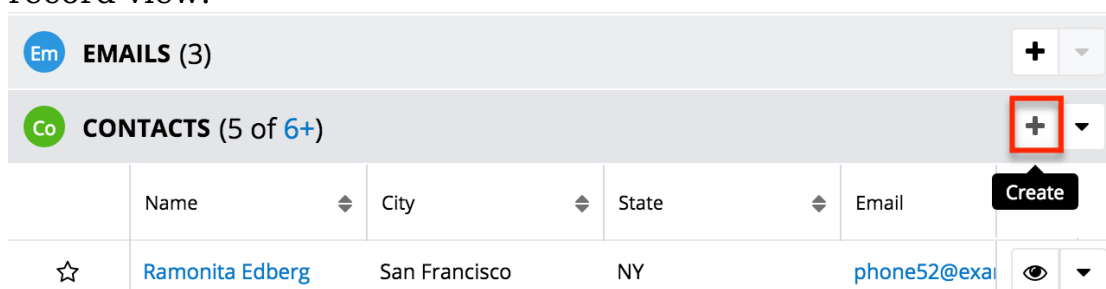 record view.
Em EMAILS (3)
Co CONTACTS (5 of 6+)
Create
Name City State Email
Ramonita Edberg San Francisco NY phone52@exa